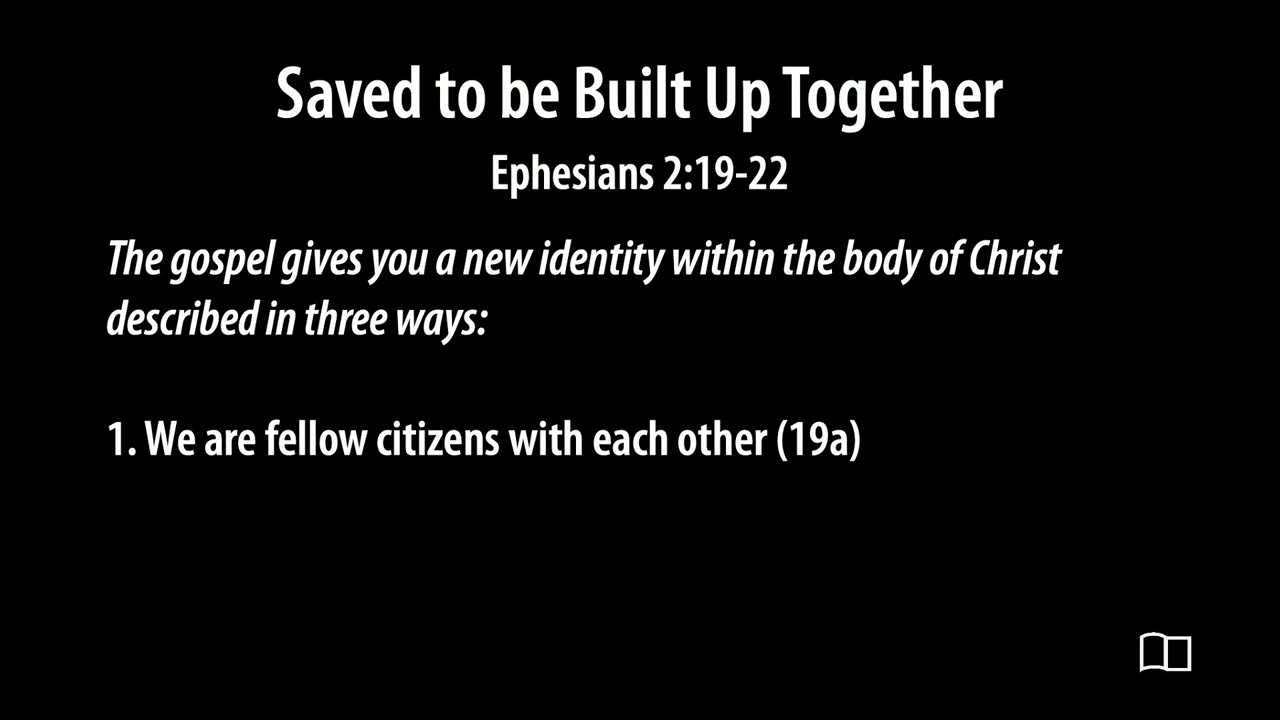 Saved to be Built Up Together
Ephesians 2:19-22
The gospel gives you a new identity within the body of Christ
described in three ways:
1. We are fellow citizens with each other (19a)